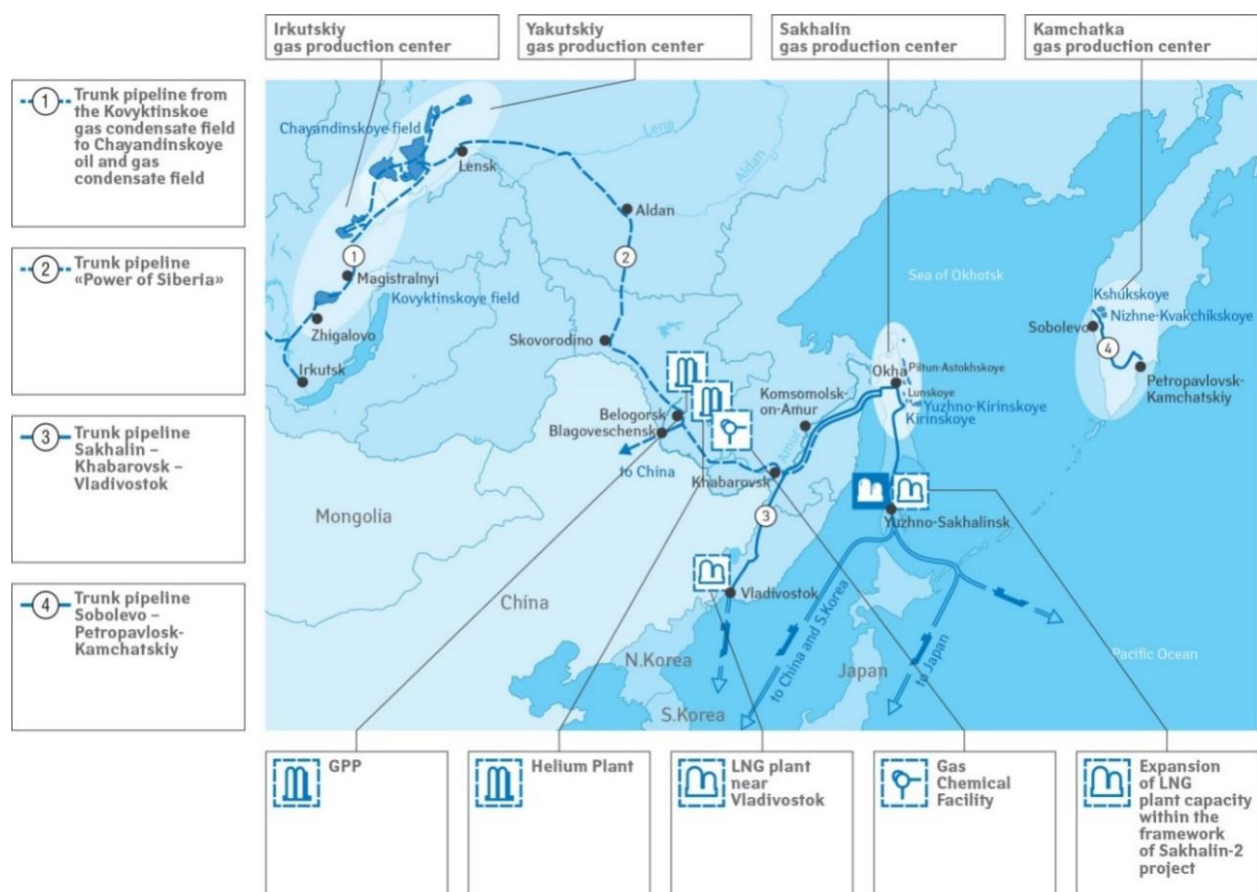 Irkutskiy
gas production center
Yakutskiy
gas production center
Sakhalin
gas production center
Kamchatka
gas production center
1
Trunk pipeline from
the Kovyktinskoe
gas condensate field
to Chayandinskoye
oil and gas
condensate field
2
Trunk pipeline
«Power of Siberia»
3
Trunk pipeline
Sakhalin –
Khabarovsk –
Vladivostok
4
Trunk pipeline
Sobolevo –
Petropavlosk-
Kamchatskiy
Chayandinskoye field
Lena
Lensk
Aldan
Aldan
1
2
Magistralnyi
Kovyktinskoye field
Zhigalovo
Irkutsk
Skovorodino
Sea of Okhotsk
Kshukskoye
Nizhne-Kvakchikskoye
Sobolevo
4
Petropavlovsk-
Kamchatskiy
Okha
Piltun-Astokhskoye
Lunskoye
Yuzhno-Kirinskoye
Kirinskoye
Komsomolsk-
on-Amur
Amur
Belogorsk
Blagoveschensk
to China
Khabarovsk
3
Yuzhno-Sakhalinsk
Mongolia
China
Vladivostok
N.Korea
S.Korea
Japan
to China and S.Korea
to Japan
Pacific Ocean
GPP
Helium Plant
LNG plant
near
Vladivostok
Gas
Chemical
Facility
Expansion
of LNG
plant capacity
within the
framework
of Sakhalin-2
project